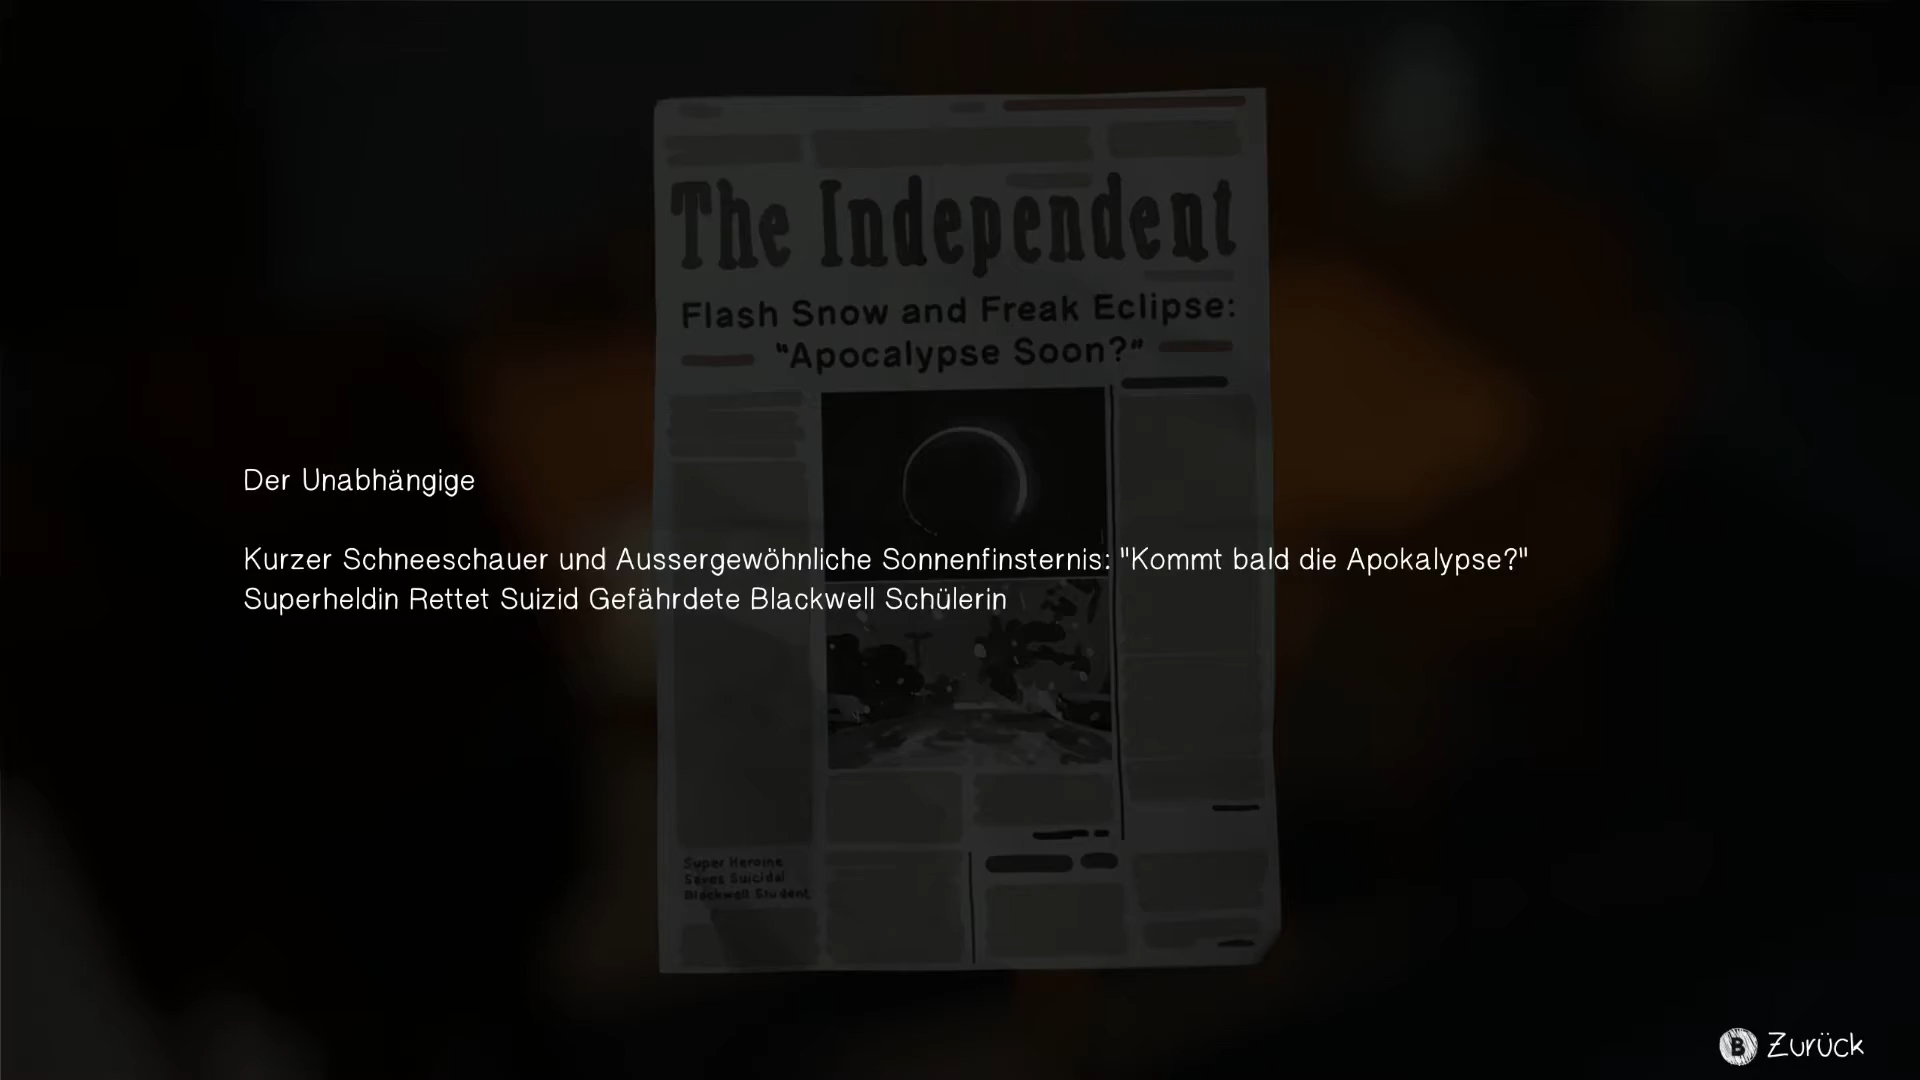 The Independent
Flash Snow and Freak Eclipse:
"Apocalypse Soon?"
Der Unabhängige
Kurzer Schneeschauer und Aussergewöhnliche Sonnenfinsternis: "Kommt bald die Apokalypse?"
Superheldin Rettet Suizid Gefährdete Blackwell Schülerin
Super Heroine
Saves Suicidal
Blackwell Student
B Zurück